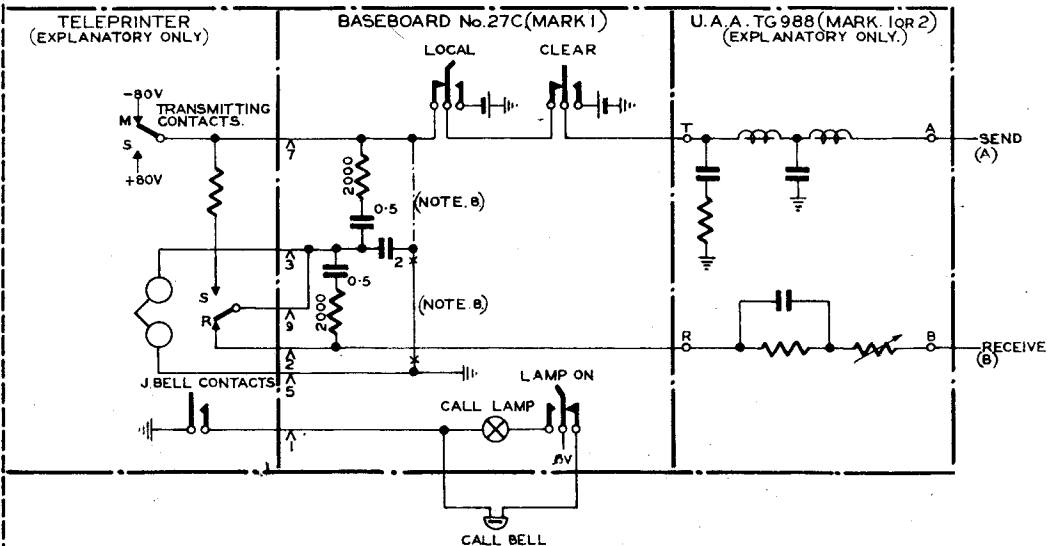 TELEPRINTER
(EXPLANATORY ONLY)
BASEBOARD No.27C(MARK I)
U.A.A. TG 988 (MARK. I OR 2)
(EXPLANATORY ONLY.)
LOCAL
CLEAR
-80V
M
TRANSMITTING
CONTACTS.
S
+80V
7
2000
0·5
(NOTE. 8)
2
3
0·5
2000
(NOTE. 8)
S
R
9
2
5
J. BELL CONTACTS
1
CALL LAMP
LAMP ON
CALL BELL
T
A
SEND
(A)
R
B
RECEIVE
(B)